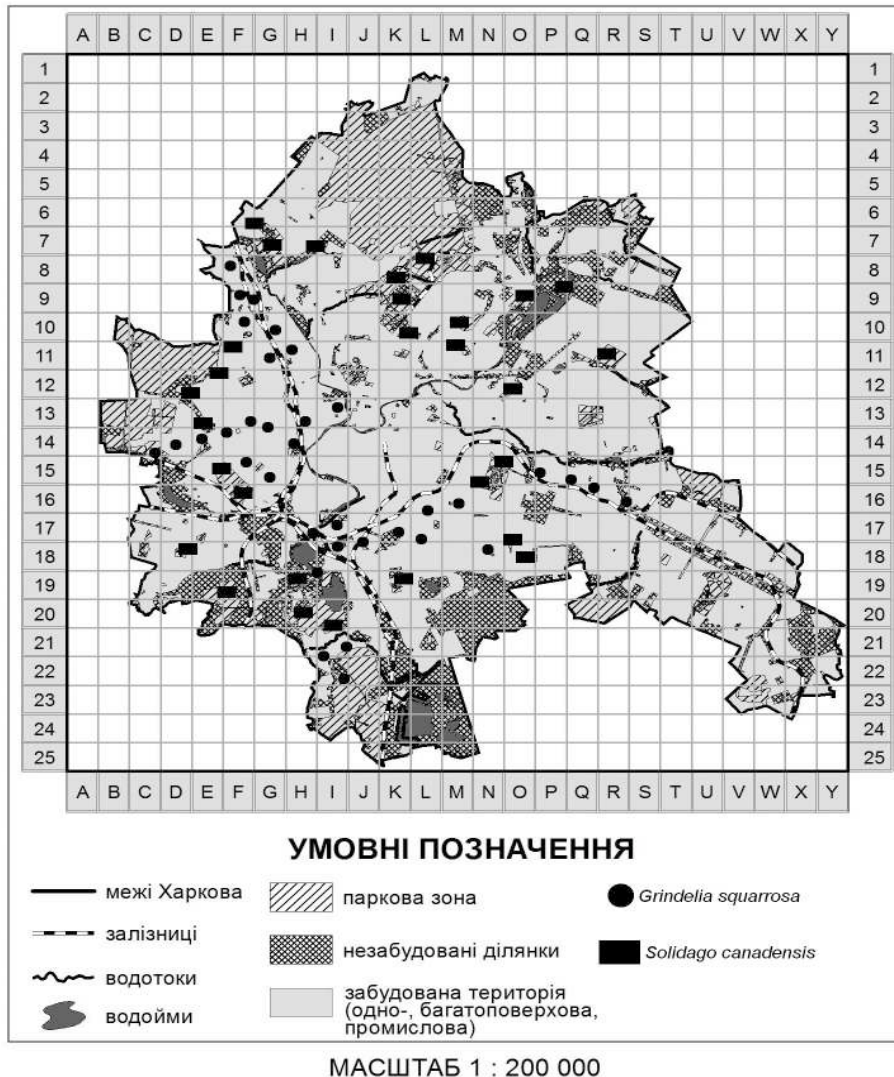 A B C D E F G H I J K L M N O P Q R S T U V W X Y
1 1
2 2
3 3
4 4
5 5
6 6
7 7
8 8
9 9
10 10
11 11
12 12
13 13
14 14
15 15
16 16
17 17
18 18
19 19
20 20
21 21
22 22
23 23
24 24
25 25
A B C D E F G H I J K L M N O P Q R S T U V W X Y
УМОВНІ ПОЗНАЧЕННЯ
межі Харкова
залізниці
водотоки
водойми
паркова зона
незабудовані ділянки
забудована територія
(одно-, багатоповерхова,
промислова)
Grindelia squarrosa
Solidago canadensis
МАСШТАБ 1 : 200 000